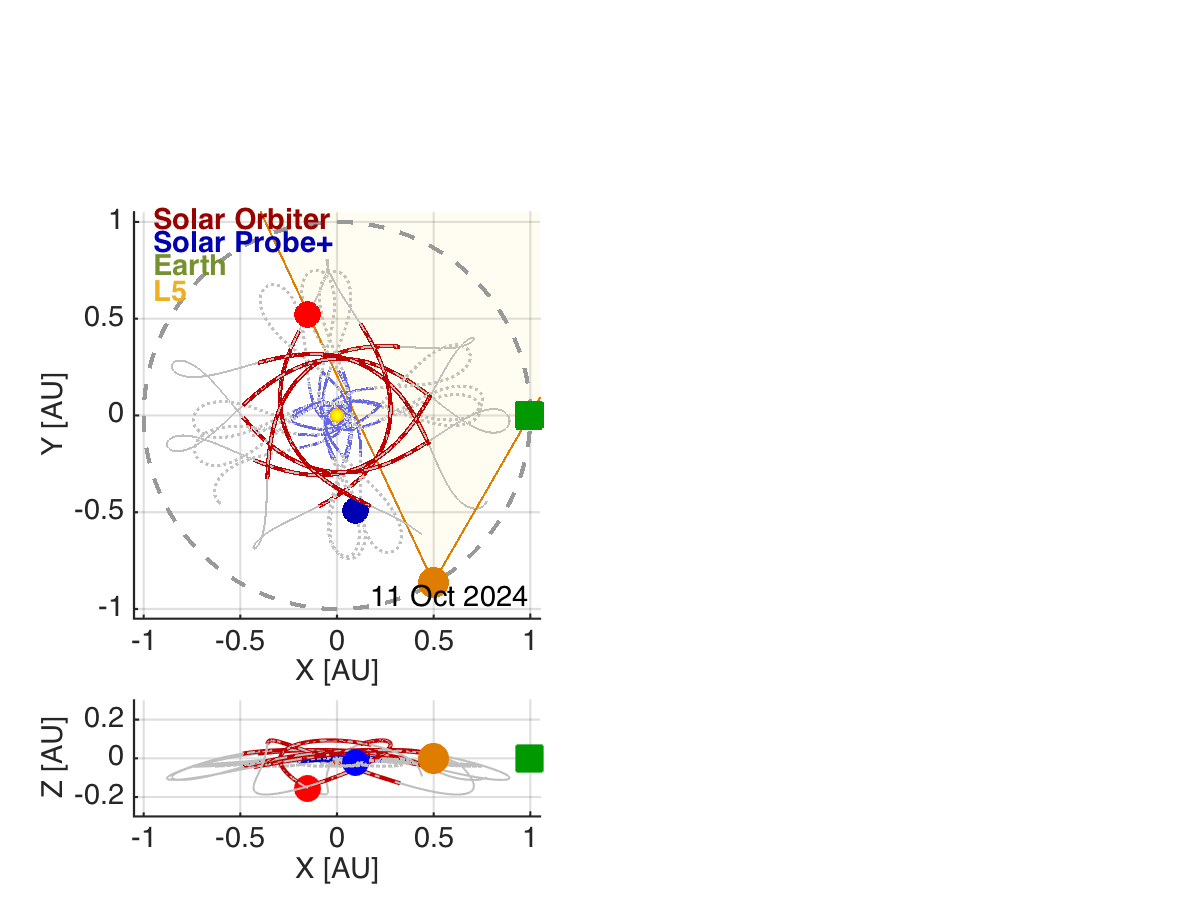 Solar Orbiter
Solar Probe+
Earth
L5
1
0.5
0
-0.5
-1
Y [AU]
11 Oct 2024
-1 -0.5 0 0.5 1
X [AU]
0.2
0
-0.2
Z [AU]
-1 -0.5 0 0.5 1
X [AU]